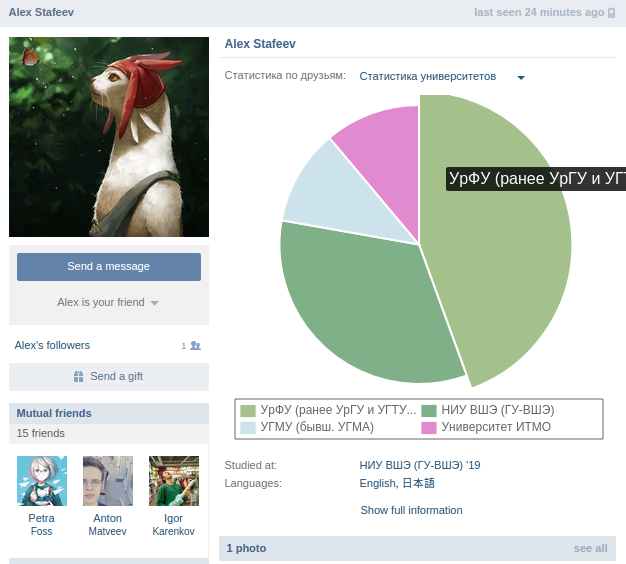 Alex Stafeev
last seen 24 minutes ago
Send a message
Alex is your friend
Alex's followers
1
Send a gift
Mutual friends
15 friends
Petra
Foss
Anton
Matveev
Igor
Karenkov
Alex Stafeev
Статистика по друзьям:
Статистика университетов
УрФУ (ранее УрГУ и УГТ
УрФУ (ранее УрГУ и УГТУ...
НИУ ВШЭ (ГУ-ВШЭ)
УГМУ (бывш. УГМА)
Университет ИТМО
Studied at:
НИУ ВШЭ (ГУ-ВШЭ) '19
Languages:
English, 日本語
Show full information
1 photo
see all